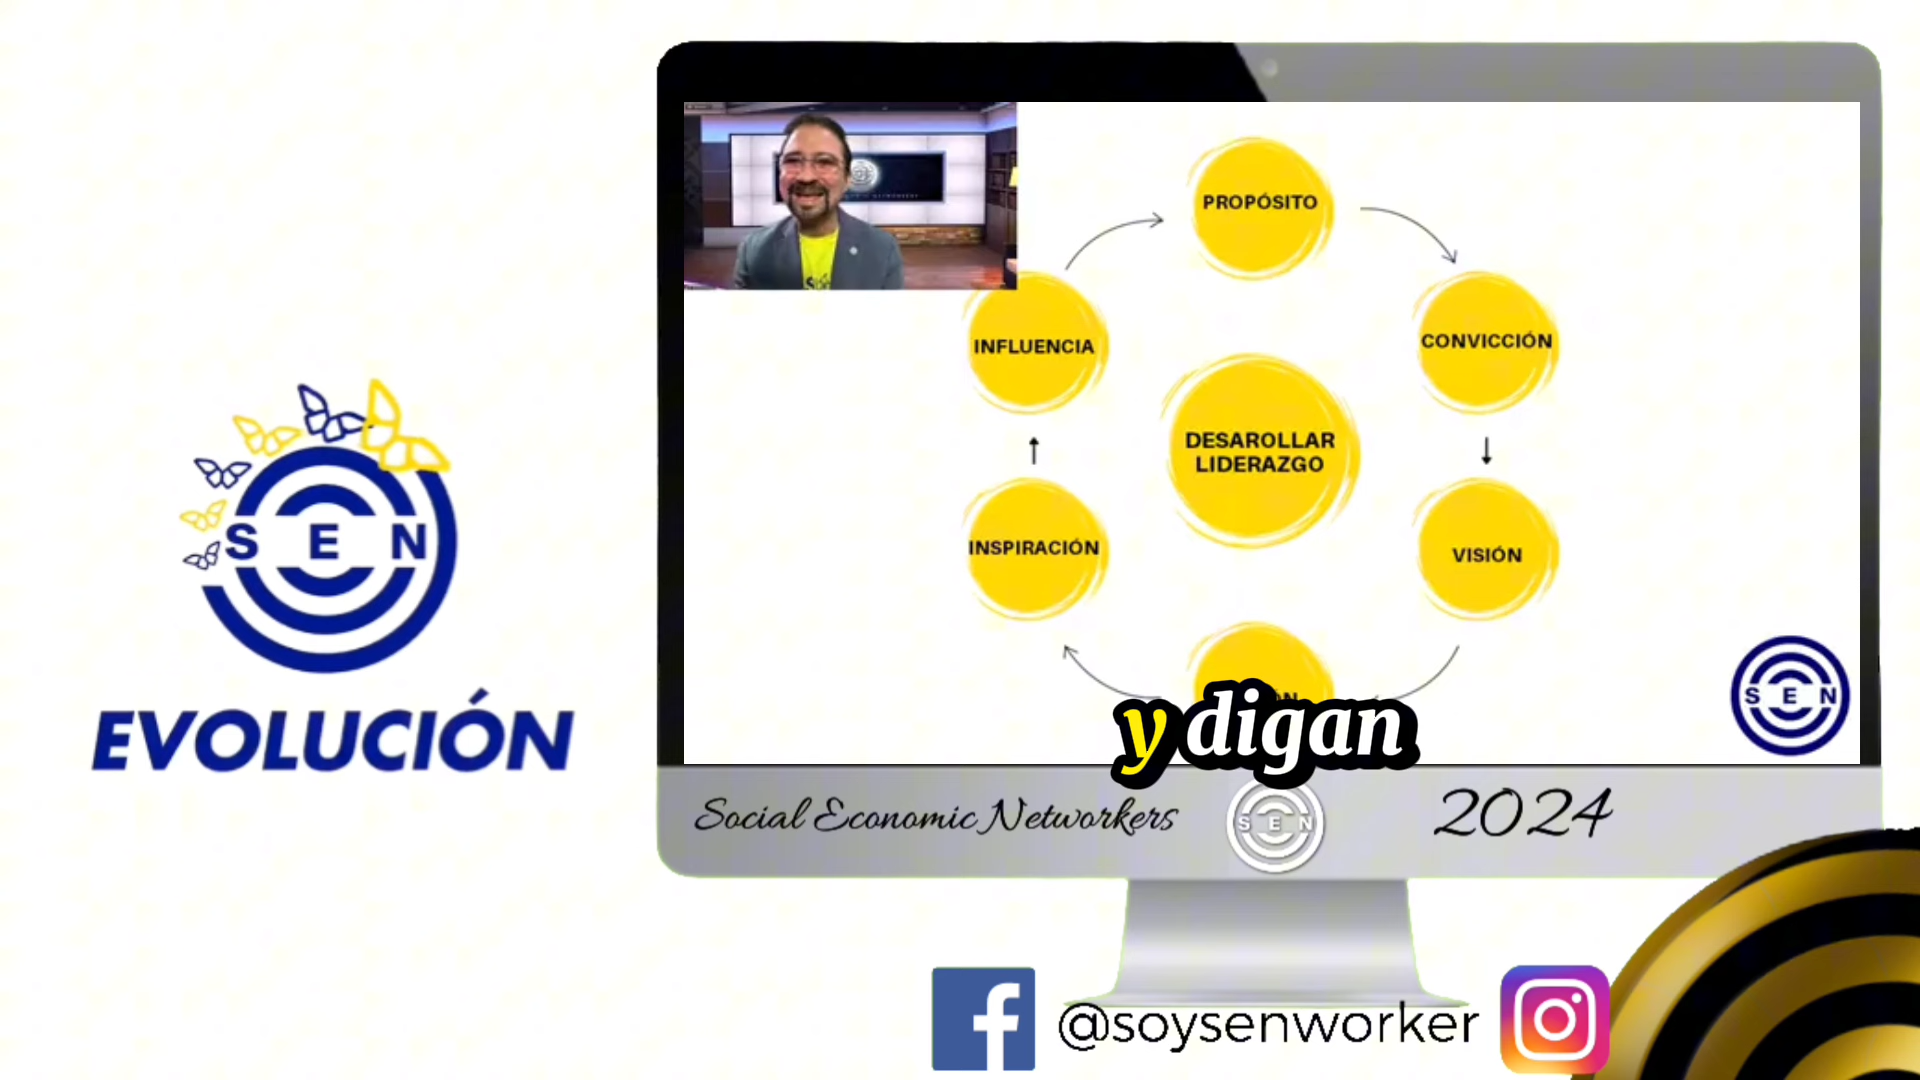 PROPÓSITO
INFLUENCIA
CONVICCIÓN
DESAROLLAR
LIDERAZGO
INSPIRACIÓN
VISIÓN
S E N
EVOLUCIÓN
S E N
y digan
Social Economic Networkers
S E N
2024
@soysenworker